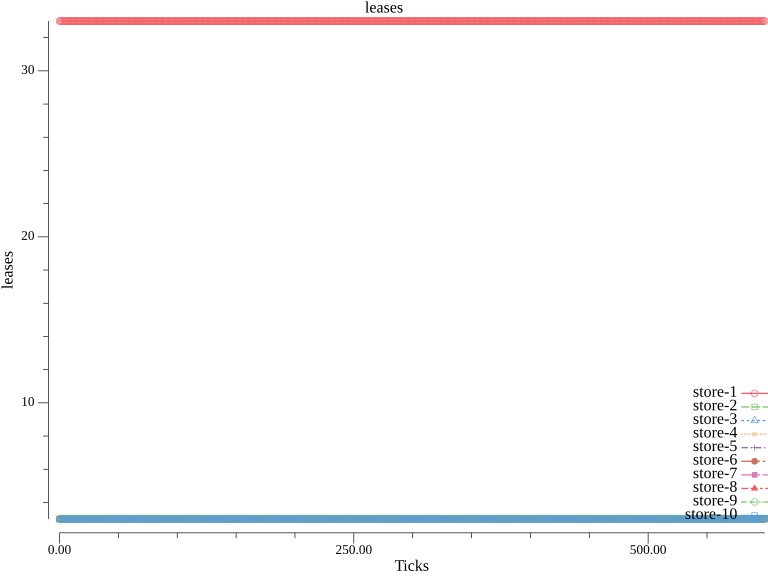 leases
30
20
10
leases
store-1
store-2
store-3
store-4
store-5
store-6
store-7
store-8
store-9
store-10
0.00
250.00
500.00
Ticks